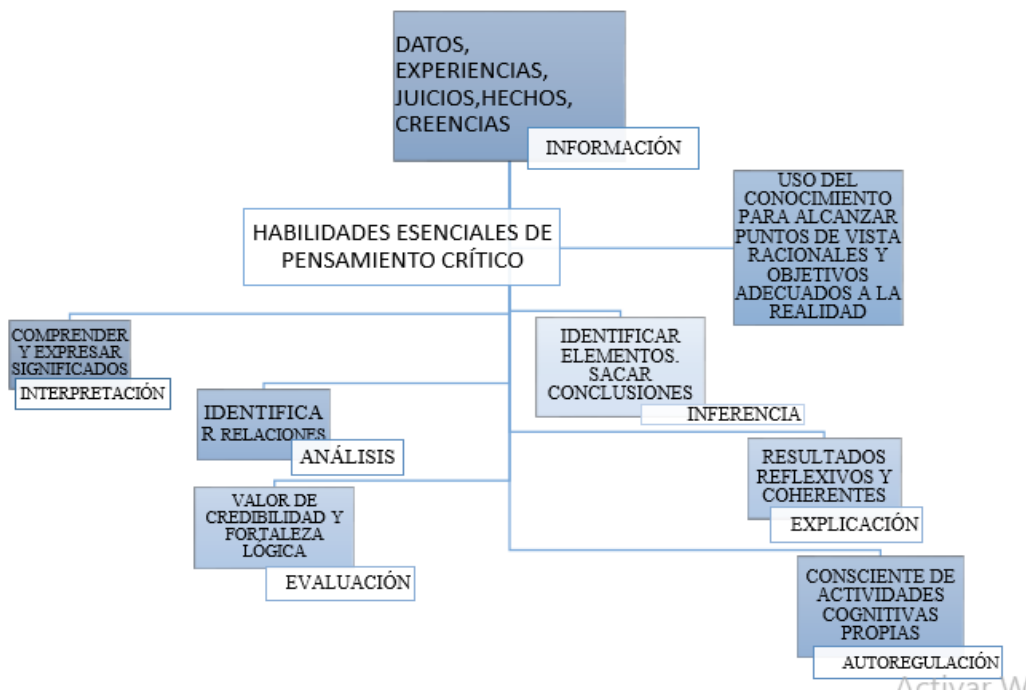 DATOS,
EXPERIENCIAS,
JUICIOS,HECHOS,
CREENCIAS
INFORMACIÓN
HABILIDADES ESENCIALES DE
PENSAMIENTO CRÍTICO
USO DEL
CONOCIMIENTO
PARA ALCANZAR
PUNTOS DE VISTA
RACIONALES Y
OBJETIVOS
ADECUADOS A LA
REALIDAD
COMPRENDER
Y EXPRESAR
SIGNIFICADOS
INTERPRETACIÓN
IDENTIFICA
R RELACIONES
ANÁLISIS
VALOR DE
CREDIBILIDAD Y
FORTALEZA
LÓGICA
EVALUACIÓN
IDENTIFICAR
ELEMENTOS.
SACAR
CONCLUSIONES
INFERENCIA
RESULTADOS
REFLEXIVOS Y
COHERENTES
EXPLICACIÓN
CONSCIENTE DE
ACTIVIDADES
COGNITIVAS
PROPIAS
AUTOREGULACIÓN
Activar W